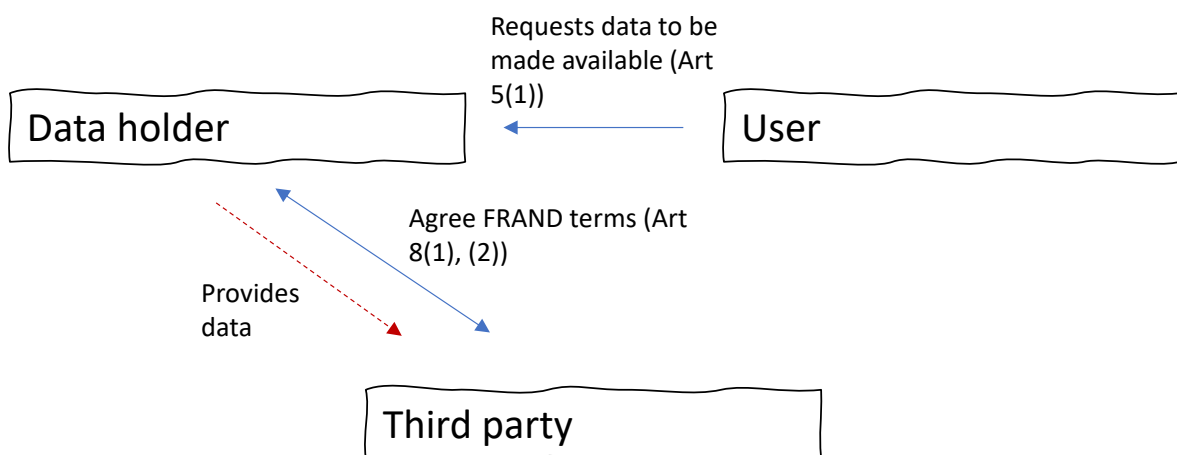 Requests data to be
made available (Art
5(1))
Data holder
User
Agree FRAND terms (Art
8(1), (2))
Provides
data
Third party